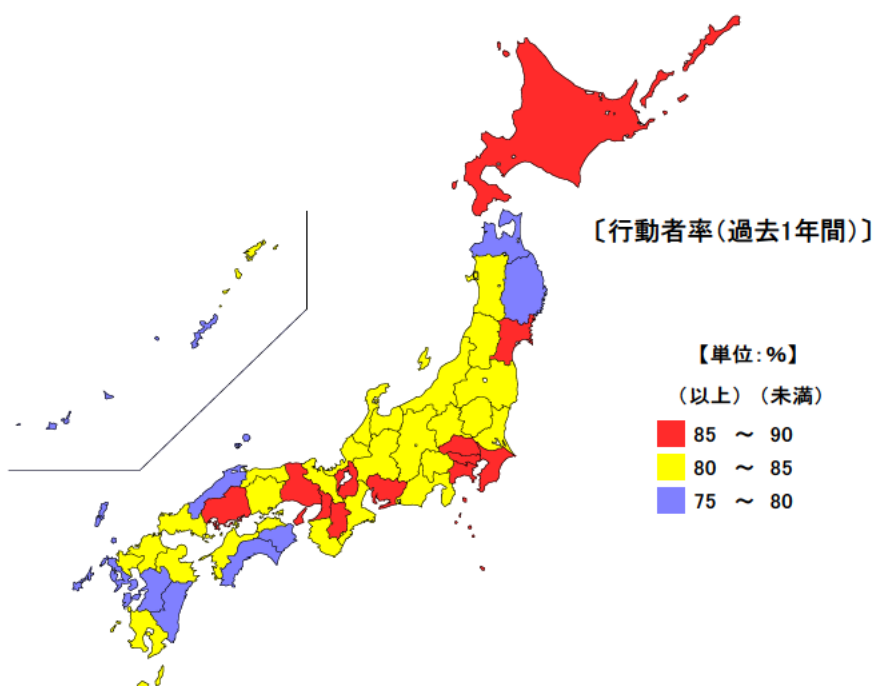 〔行動者率(過去1年間)〕
【単位:%】
(以上) (未満)
85 ～ 90
80 ～ 85
75 ～ 80